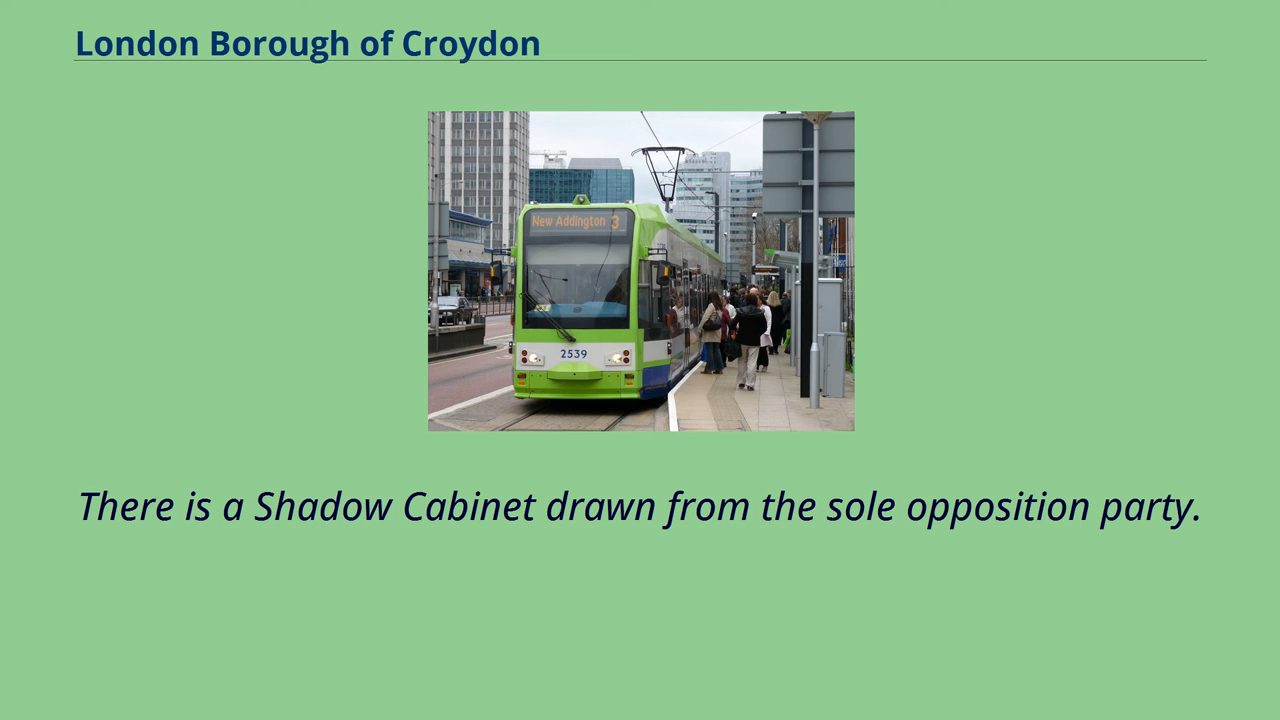 London Borough of Croydon
New Addington 3
2539
There is a Shadow Cabinet drawn from the sole opposition party.